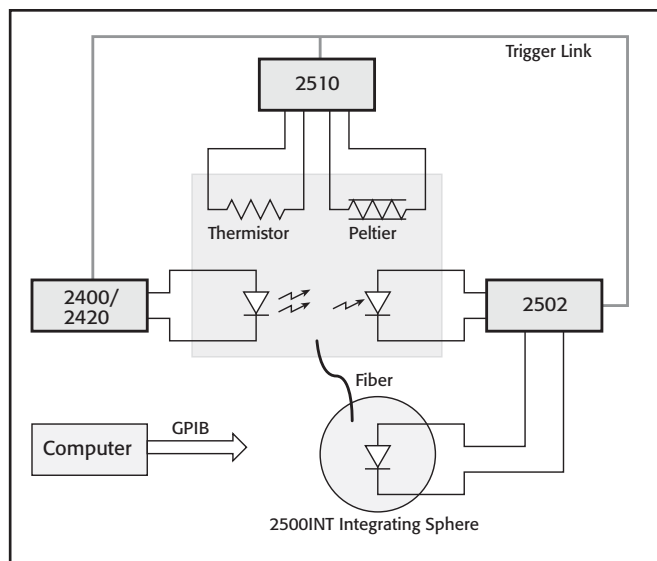 Trigger Link
2510
Thermistor
Peltier
2400/
2420
2502
Fiber
GPIB
Computer
2500INT Integrating Sphere